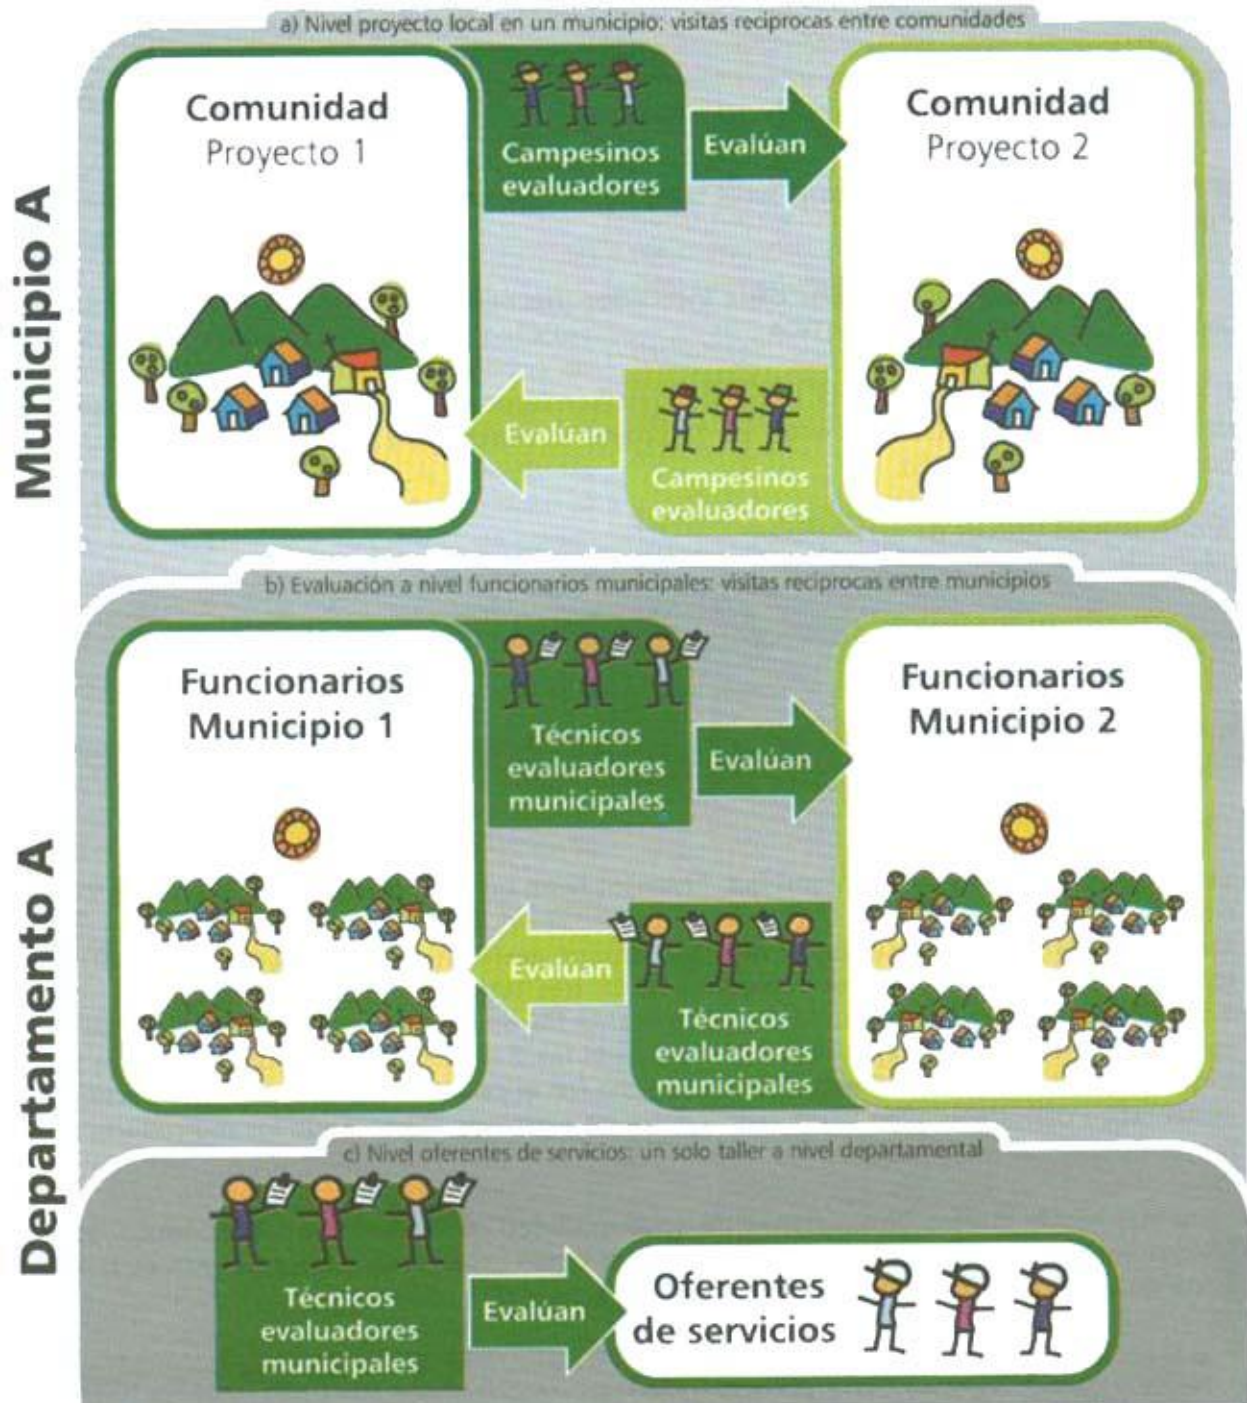 a) Nivel proyecto local en un municipio: visitas reciprocas entre comunidades
Municipio A
Comunidad
Proyecto 1
Campesinos
evaluadores
Evalúan
Comunidad
Proyecto 2
Evalúan
Campesinos
evaluadores
b) Evaluación a nivel funcionarios municipales: visitas reciprocas entre municipios
Departamento A
Funcionarios
Municipio 1
Técnicos
evaluadores
municipales
Evalúan
Funcionarios
Municipio 2
Evalúan
Técnicos
evaluadores
municipales
c) Nivel oferentes de servicios: un solo taller a nivel departamental
Técnicos
evaluadores
municipales
Evalúan
Oferentes
de servicios